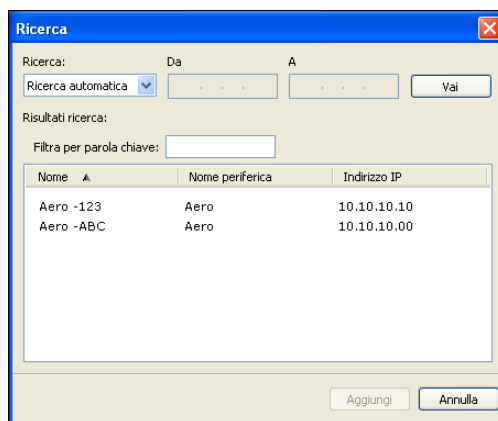 Ricerca
Ricerca: Da A
Ricerca automatica . . . . . . Vai
Risultati ricerca:
Filtra per parola chiave:
Nome Nome periferica Indirizzo IP
Aero -123 Aero 10.10.10.10
Aero -ABC Aero 10.10.10.00
Aggiungi Annulla